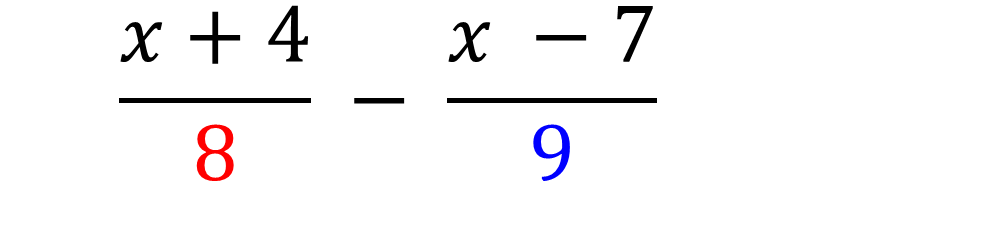 x + 4 / 8 − x − 7 / 9